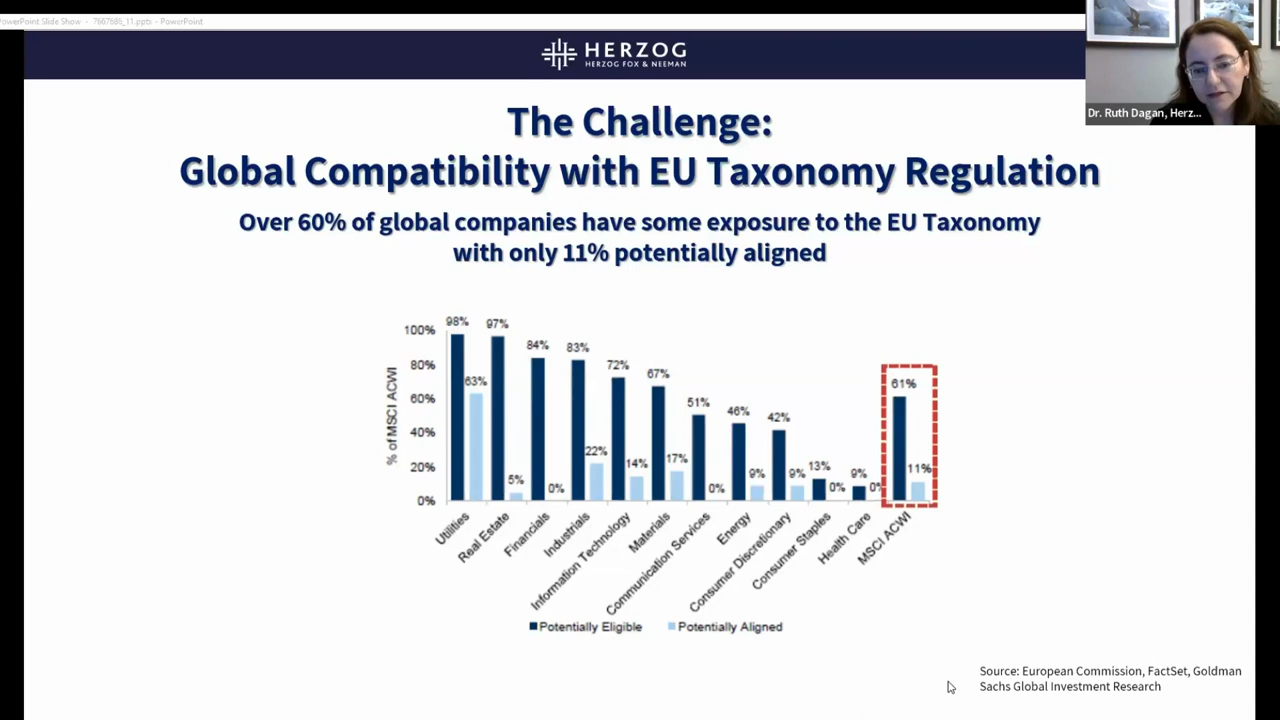 PowerPoint Slide Show - 7667886_11.pptx - PowerPoint
HERZOG
HERZOG FOX & NEEMAN
Dr. Ruth Dagan, Herz...
The Challenge:
Global Compatibility with EU Taxonomy Regulation
Over 60% of global companies have some exposure to the EU Taxonomy
with only 11% potentially aligned
% of MSCI ACWI
100%
80%
60%
40%
20%
0%
98%
63%
97%
5%
84%
0%
83%
22%
72%
14%
67%
17%
51%
0%
46%
9%
42%
9%
13%
0%
9%
0%
61%
11%
Utilities
Real Estate
Financials
Industrials
Information Technology
Materials
Communication Services
Energy
Consumer Discretionary
Consumer Staples
Health Care
MSCI ACWI
Potentially Eligible
Potentially Aligned
Source: European Commission, FactSet, Goldman
Sachs Global Investment Research